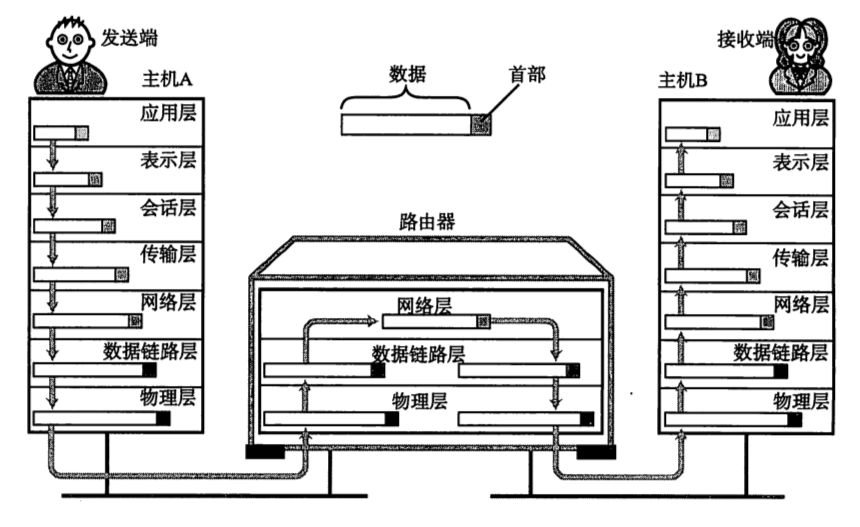 发送端
接收端
主机A
数据
首部
主机B
应用层
表示层
会话层
传输层
网络层
数据链路层
物理层
路由器
网络层
数据链路层
物理层
应用层
表示层
会话层
传输层
网络层
数据链路层
物理层